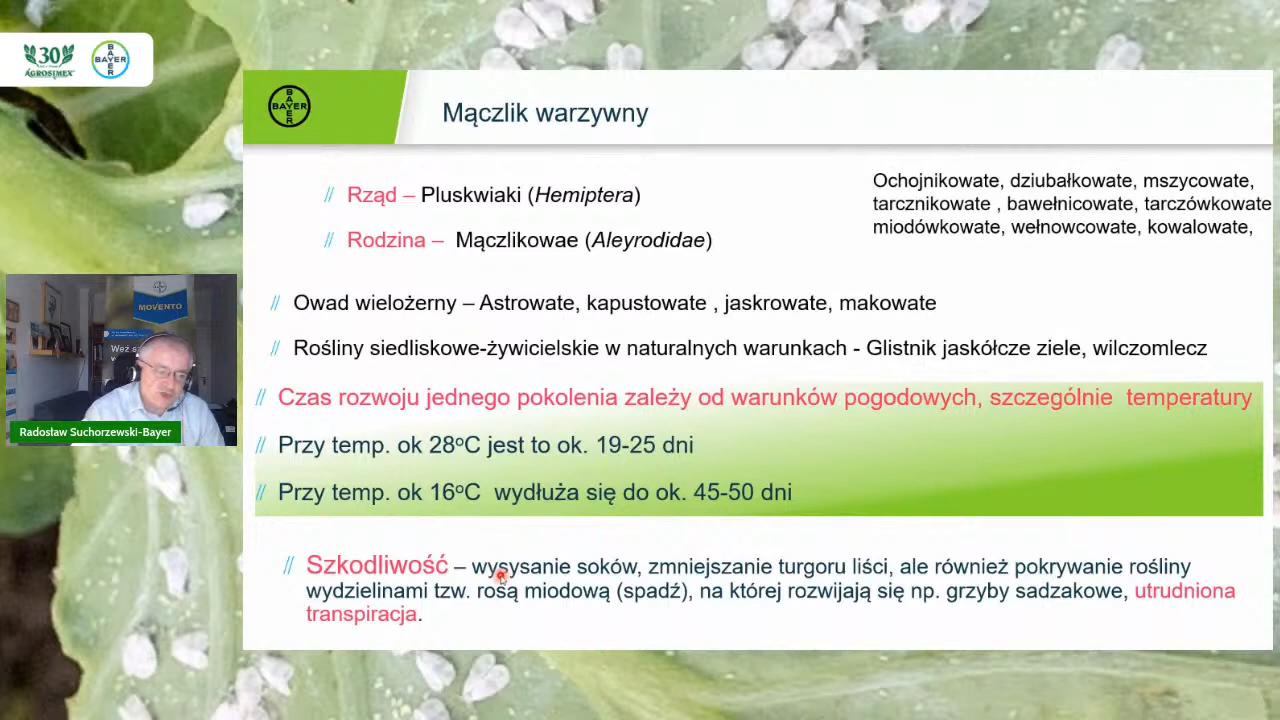 30
AGROSIMEX
BAYER
BAYER
BAYER
BAYER
Mączlik warzywny
// Rząd – Pluskwiaki (Hemiptera)
// Rodzina – Mączlikowae (Aleyrodidae)
Ochojnikowate, dziubałkowate, mszycowate,
tarcznikowate , bawełnicowate, tarczówkowate
miodówkowate, wełnowcowate, kowalowate,
// Owad wielożerny – Astrowate, kapustowate , jaskrowate, makowate
// Rośliny siedliskowe-żywicielskie w naturalnych warunkach - Glistnik jaskółcze ziele, wilczomlecz
// Czas rozwoju jednego pokolenia zależy od warunków pogodowych, szczególnie temperatury
// Przy temp. ok 28ºC jest to ok. 19-25 dni
// Przy temp. ok 16ºC wydłuża się do ok. 45-50 dni
// Szkodliwość – wysysanie soków, zmniejszanie turgoru liści, ale również pokrywanie rośliny
wydzielinami tzw. rosą miodową (spadź), na której rozwijają się np. grzyby sadzakowe, utrudniona
transpiracja.
MOVENTO
Radosław Suchorzewski-Bayer